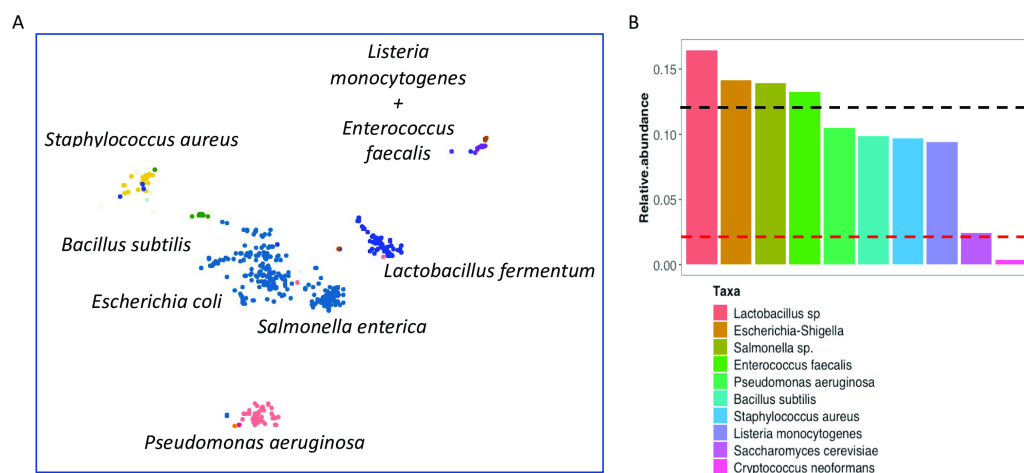 A
Listeria
monocytogenes
+
Enterococcus
faecalis
Staphylococcus aureus
Bacillus subtilis
Lactobacillus fermentum
Escherichia coli
Salmonella enterica
Pseudomonas aeruginosa
B
Relative.abundance
0.15
0.10
0.05
0.00
Taxa
Lactobacillus sp
Escherichia-Shigella
Salmonella sp.
Enterococcus faecalis
Pseudomonas aeruginosa
Bacillus subtilis
Staphylococcus aureus
Listeria monocytogenes
Saccharomyces cerevisiae
Cryptococcus neoformans